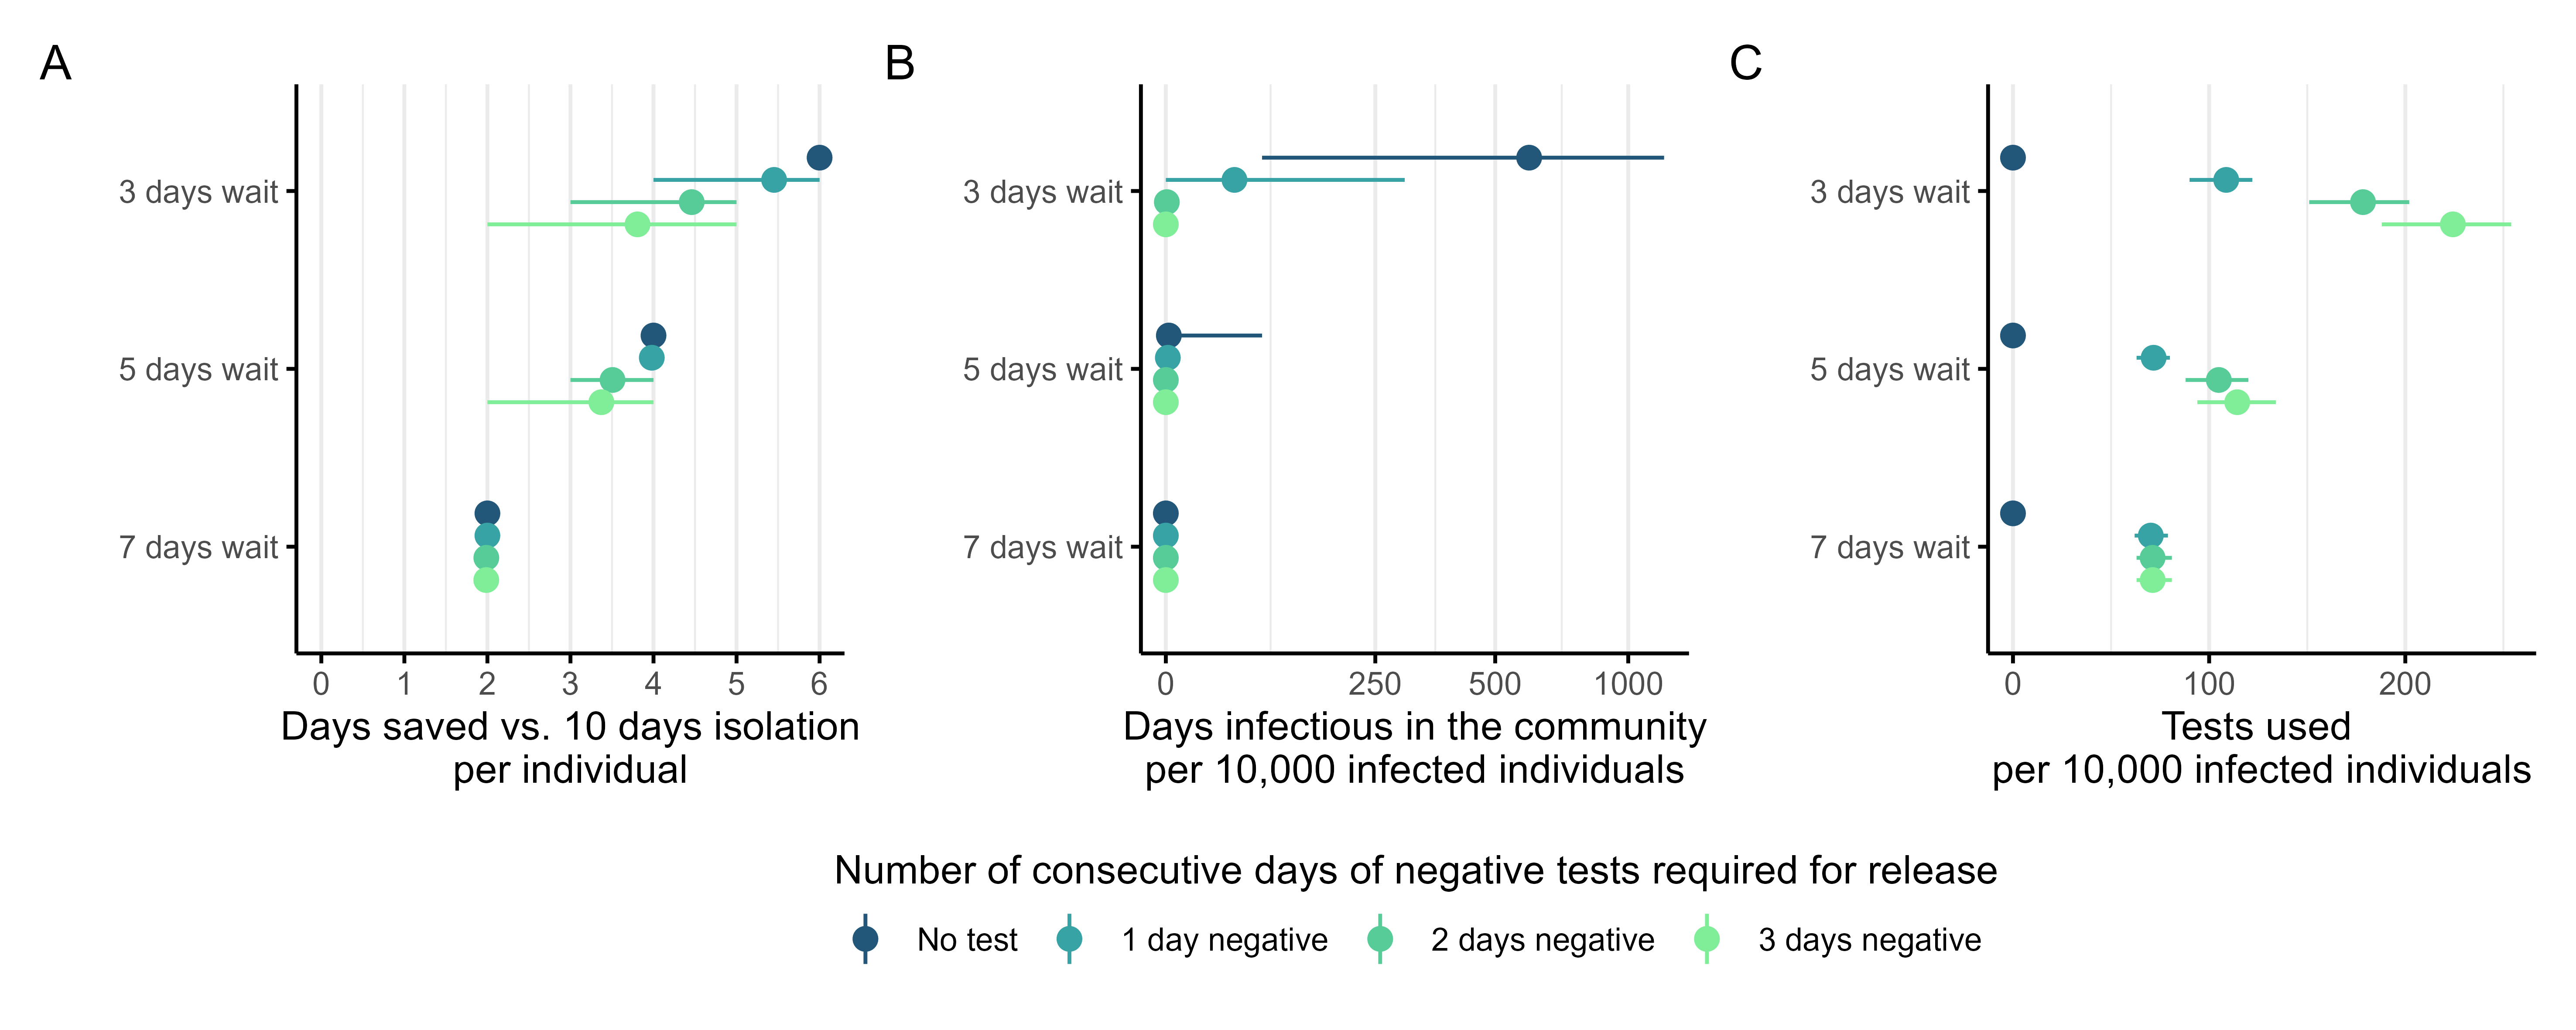 A
3 days wait
5 days wait
7 days wait
0 1 2 3 4 5 6
Days saved vs. 10 days isolation
per individual
B
3 days wait
5 days wait
7 days wait
0 250 500 1000
Days infectious in the community
per 10,000 infected individuals
C
3 days wait
5 days wait
7 days wait
0 100 200
Tests used
per 10,000 infected individuals
Number of consecutive days of negative tests required for release
No test 1 day negative 2 days negative 3 days negative